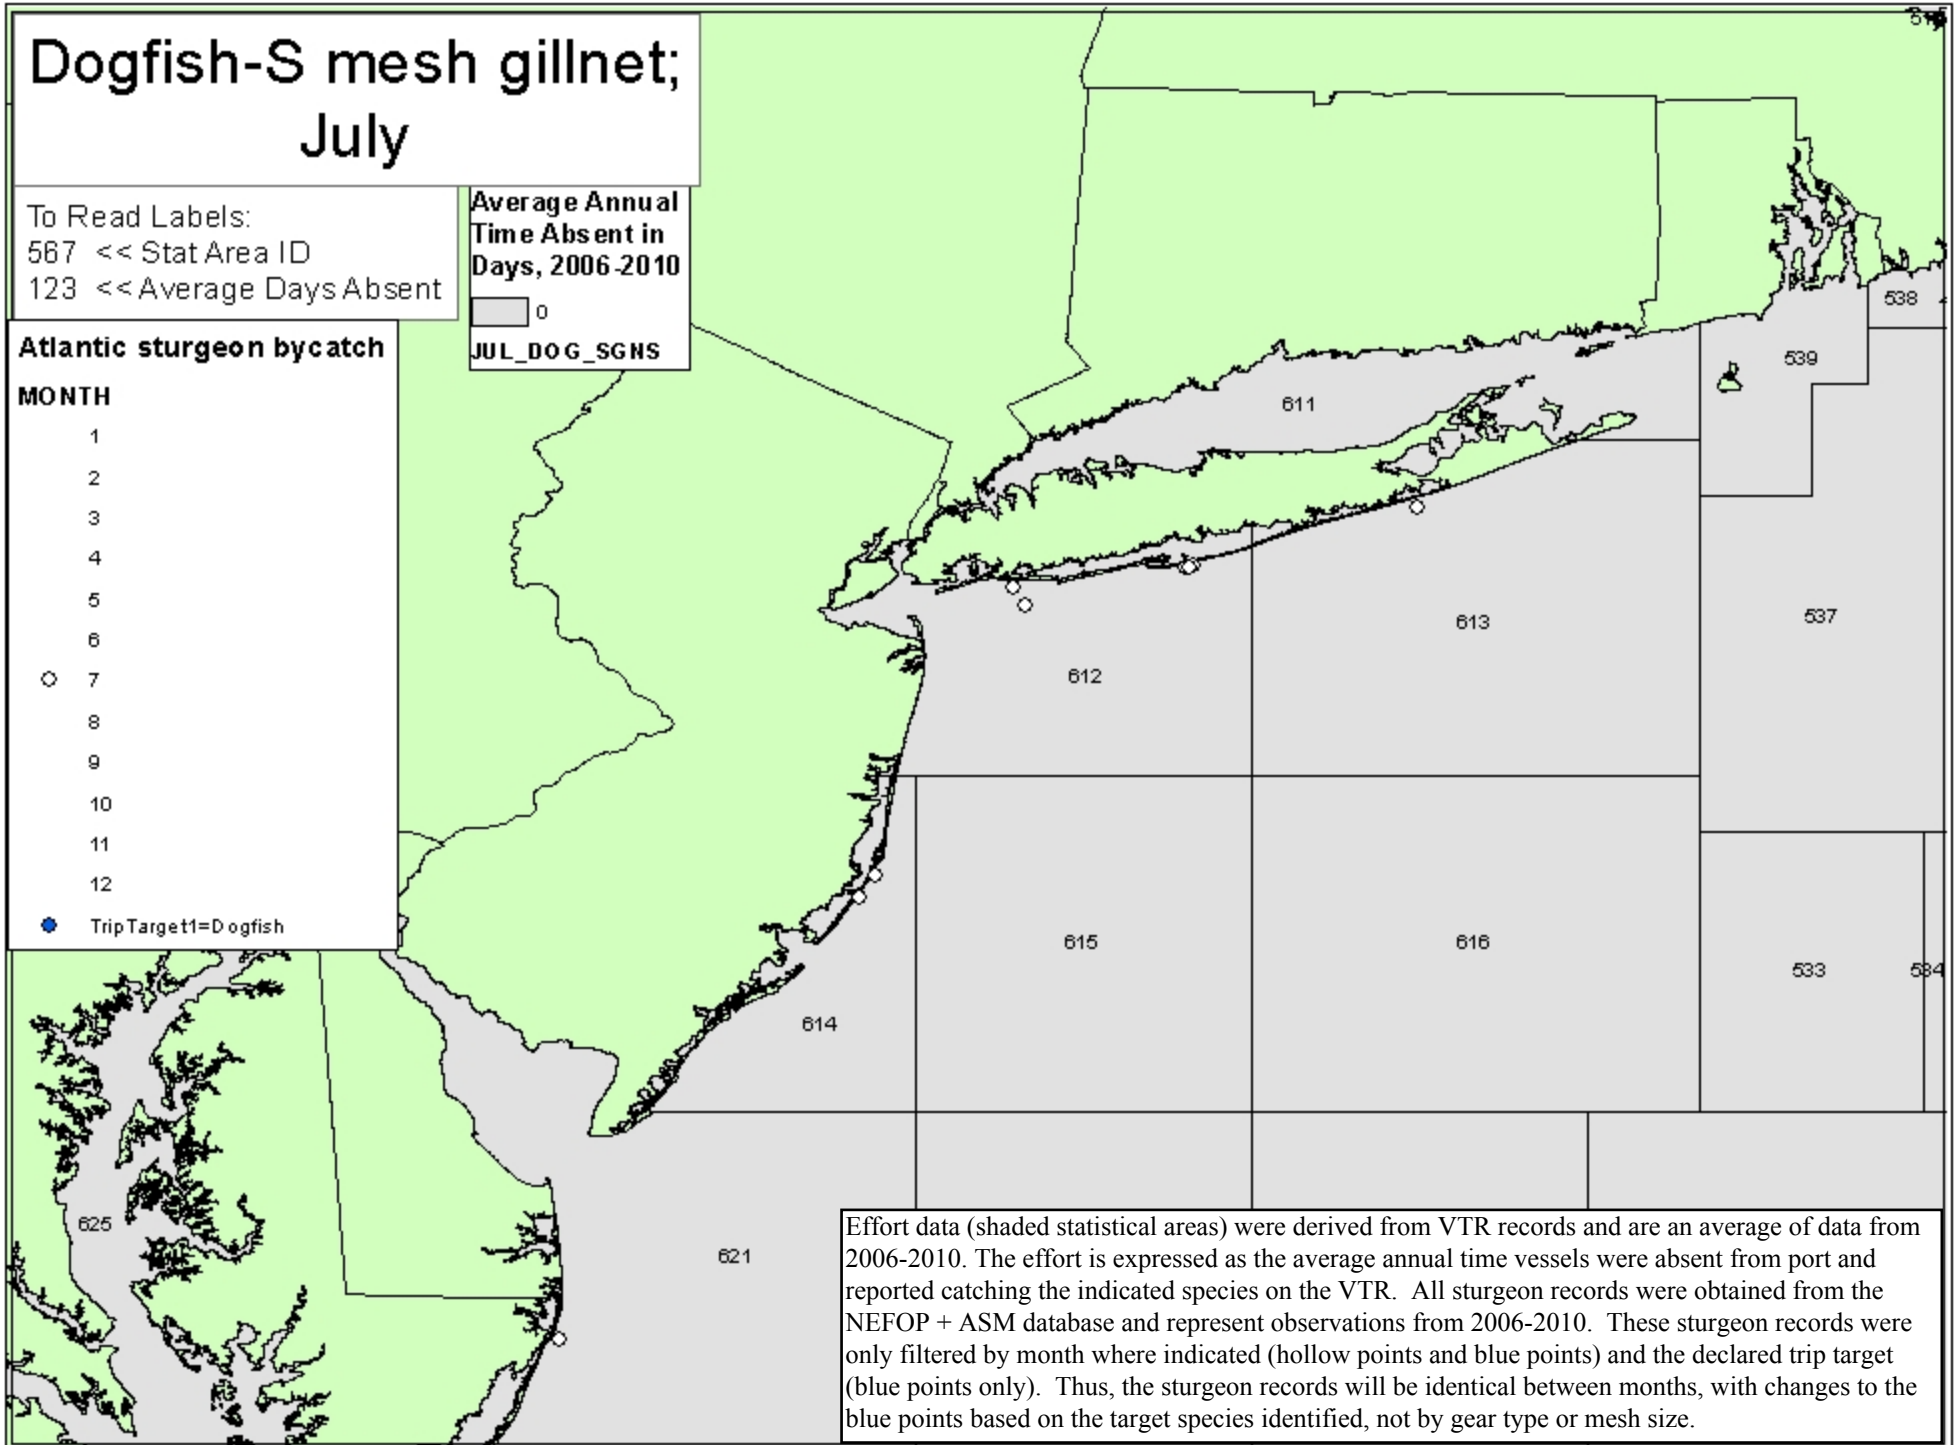 Dogfish-S mesh gillnet;
July
To Read Labels:
567 << Stat Area ID
123 << Average Days Absent
Average Annual
Time Absent in
Days, 2006-2010
0
JUL_DOG_SGNS
Atlantic sturgeon bycatch
MONTH
1
2
3
4
5
6
7
8
9
10
11
12
TripTarget1=Dogfish
538
539
611
613
537
612
615
616
533
534
614
625
621
Effort data (shaded statistical areas) were derived from VTR records and are an average of data from
2006-2010. The effort is expressed as the average annual time vessels were absent from port and
reported catching the indicated species on the VTR. All sturgeon records were obtained from the
NEFOP + ASM database and represent observations from 2006-2010. These sturgeon records were
only filtered by month where indicated (hollow points and blue points) and the declared trip target
(blue points only). Thus, the sturgeon records will be identical between months, with changes to the
blue points based on the target species identified, not by gear type or mesh size.